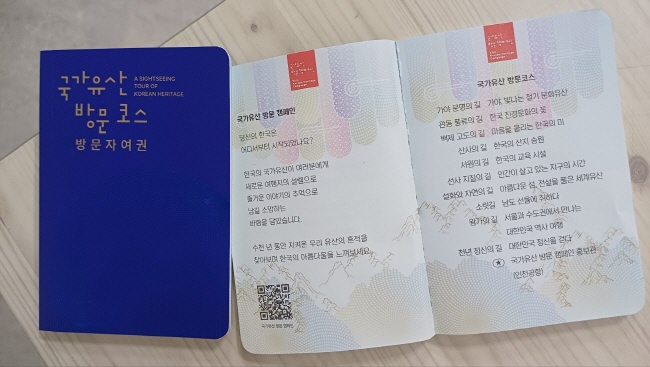 국가유산
방문코스
A SIGHTSEEING
TOUR OF
KOREAN HERITAGE
방문자여권
국가유산 방문 캠페인
당신의 한국은
어디서부터 시작되었나요?
한국의 국가유산이 여러분에게
새로운 여행지의 설렘으로
즐거운 이야기의 추억으로
남길 소망하는
바람을 담았습니다.
수천 년 동안 지켜온 우리 유산의 흔적을
찾아보며 한국의 아름다움을 느껴보세요.
국가유산 방문 캠페인
국가유산 방문코스
가야 문명의 길 가야, 빛나는 철기 문화유산
관동 풍류의 길 한국 진경문화의 꽃
백제 고도의 길 마음을 울리는 한국의 미
산사의 길 한국의 산지 승원
서원의 길 한국의 교육 시설
선사 지질의 길 인간이 살고 있는 지구의 시간
설화와 자연의 길 아름다운 섬, 전설을 품은 세계유산
소릿길 남도 선율에 취하다
왕가의 길 서울과 수도권에서 만나는
대한민국 역사 여행
천년 정신의 길 대한민국 정신을 걷다
국가유산 방문 캠페인 홍보관
(인천공항)